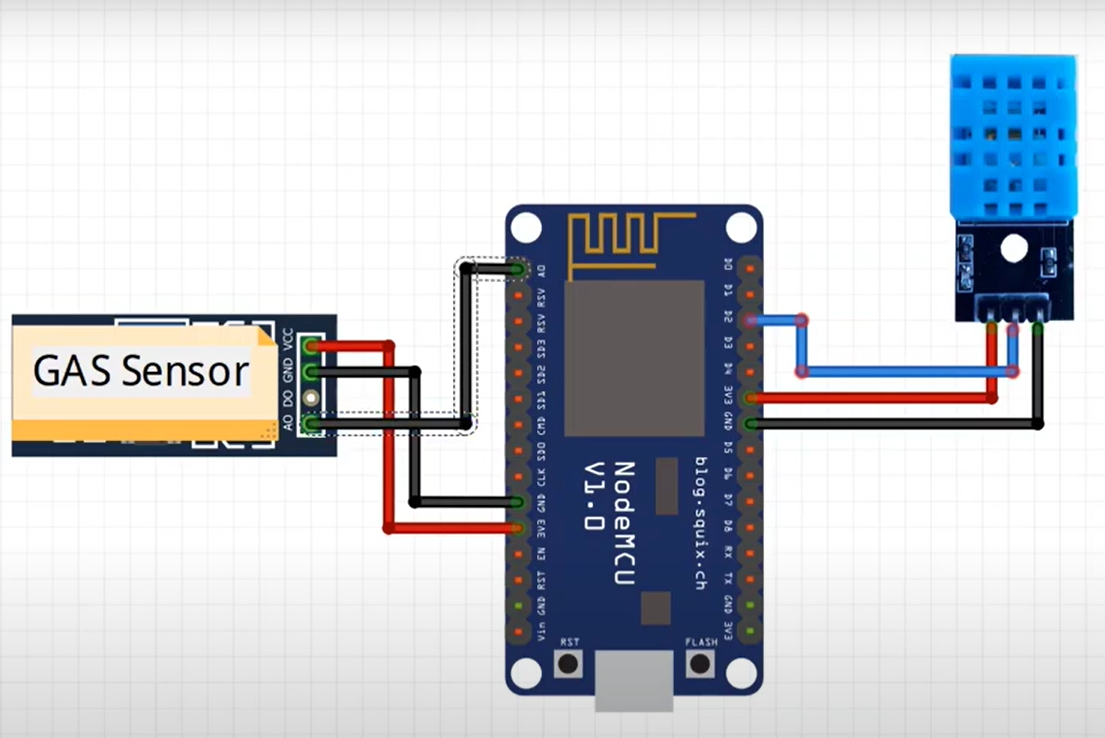 GAS Sensor
VCC
GND
DO
AO
A0
RSV
RSV
SD3
SD2
SD1
CMD
SD0
CLK
GND
3V3
EN
RST
GND
Vin
D0
D1
D2
D3
D4
3V3
GND
D5
D6
D7
D8
RX
TX
GND
3V3
NodeMCU
V1.0
blog.squix.ch
RST
FLASH